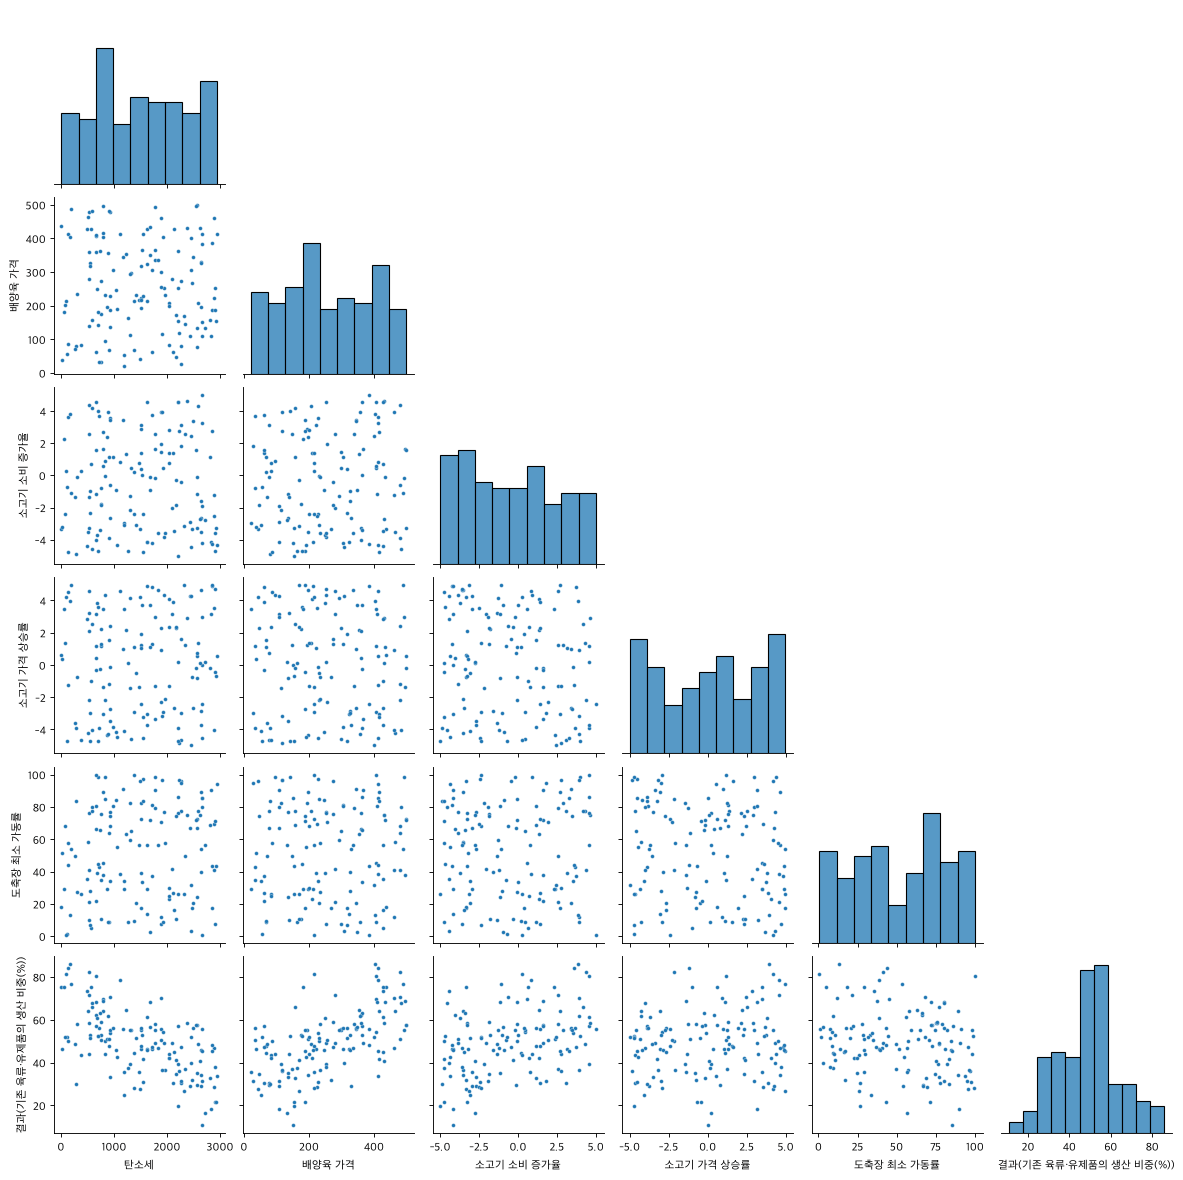 500
400
300
200
100
0
배양육 가격
4
2
0
−2
−4
소고기 소비 증가율
4
2
0
−2
−4
소고기 가격 상승률
100
80
60
40
20
0
도축장 최소 가동률
80
60
40
20
결과(기존 육류·유제품의 생산 비중(%))
0 1000 2000 3000
탄소세
0 200 400
배양육 가격
−5.0 −2.5 0.0 2.5 5.0
소고기 소비 증가율
−5.0 −2.5 0.0 2.5 5.0
소고기 가격 상승률
0 25 50 75 100
도축장 최소 가동률
20 40 60 80
결과(기존 육류·유제품의 생산 비중(%))